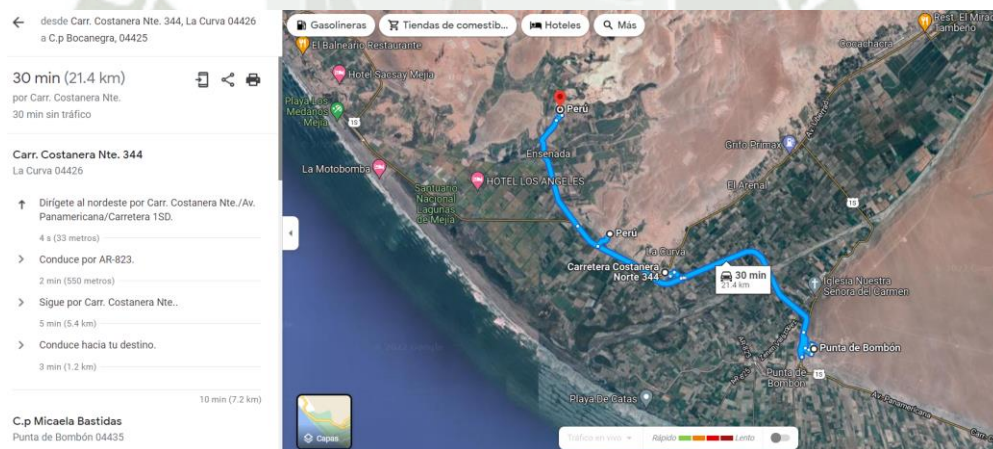 desde Carr. Costanera Nte. 344, La Curva 04426
a C.p Bocanegra, 04425
30 min (21.4 km)
por Carr. Costanera Nte.
30 min sin tráfico
Carr. Costanera Nte. 344
La Curva 04426
Dirígete al nordeste por Carr. Costanera Nte./Av.
Panamericana/Carretera 1SD.
4 s (33 metros)
Conduce por AR-823.
2 min (550 metros)
Sigue por Carr. Costanera Nte..
5 min (5.4 km)
Conduce hacia tu destino.
3 min (1.2 km)
10 min (7.2 km)
C.p Micaela Bastidas
Punta de Bombón 04435
Gasolineras
Tiendas de comestib...
Hoteles
Más
Rest. El Mirad
Tambeño
El Balneario Restaurante
Cocachacra
Hotel Sacsay Mejia
Playa Los
Médanos
Mejía
15
Perú
Ensenada
Grifo Primax
La Motobomba
HOTEL LOS ANGELES
El Arenal
Santuario
Nacional
Lagunas
de Mejía
15
Perú
La Curva
Carretera Costanera
Norte 344
30 min
21.4 km
Iglesia Nuestra
Señora del Carmen
Punta de Bombón
Punta de
Bombón
15
Playa De Catas
Av. Panamericana
Capas
Tráfico en vivo
Rápido
Lento